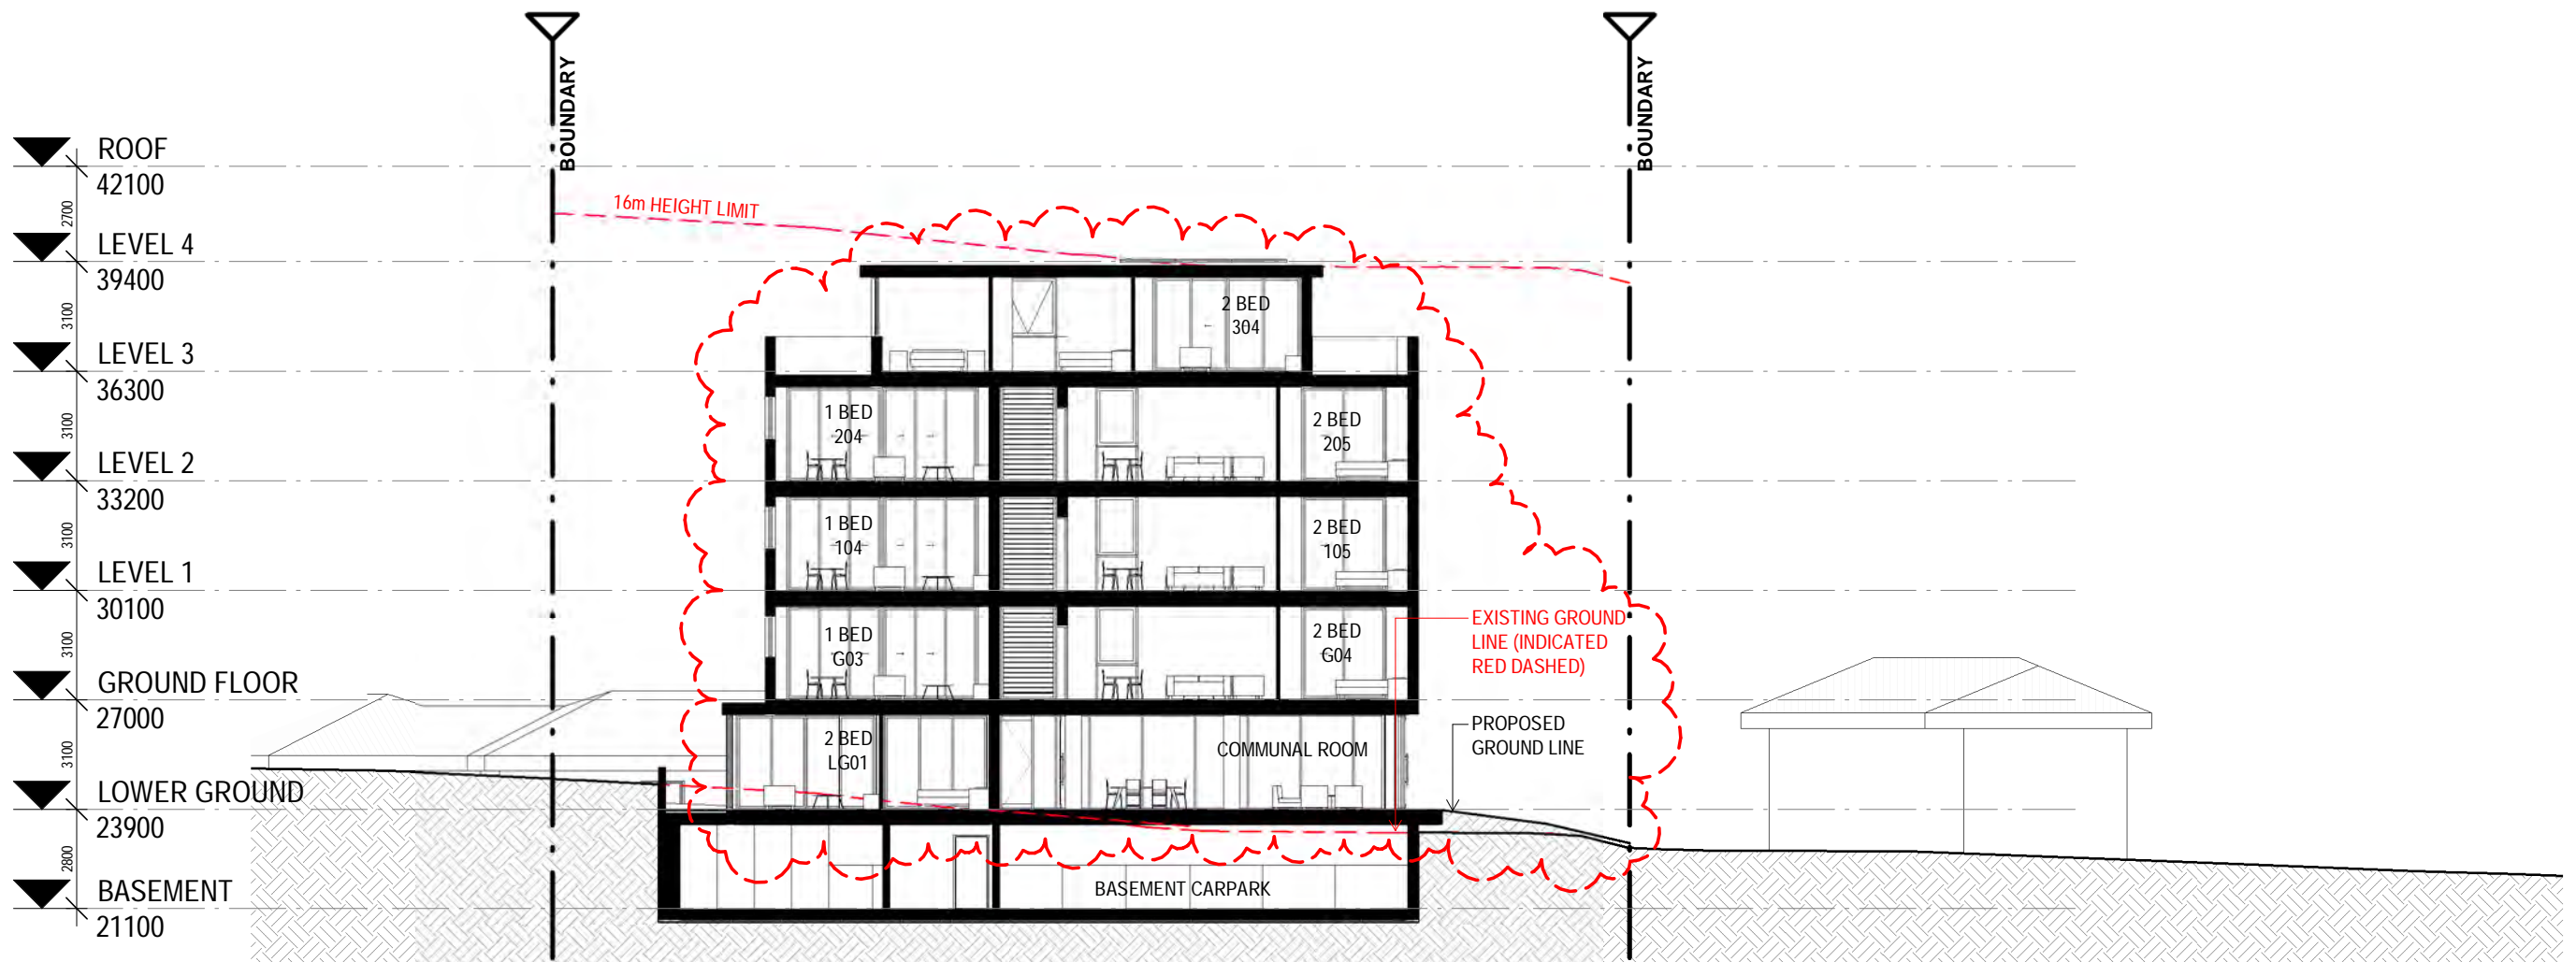 BOUNDARY
BOUNDARY
ROOF
42100
2700
16m HEIGHT LIMIT
LEVEL 4
39400
3100
2 BED
304
LEVEL 3
36300
3100
1 BED
204
2 BED
205
LEVEL 2
33200
3100
1 BED
104
2 BED
105
LEVEL 1
30100
3100
1 BED
G03
2 BED
G04
EXISTING GROUND
LINE (INDICATED
RED DASHED)
GROUND FLOOR
27000
3100
2 BED
LG01
COMMUNAL ROOM
PROPOSED
GROUND LINE
LOWER GROUND
23900
2800
BASEMENT
21100
BASEMENT CARPARK